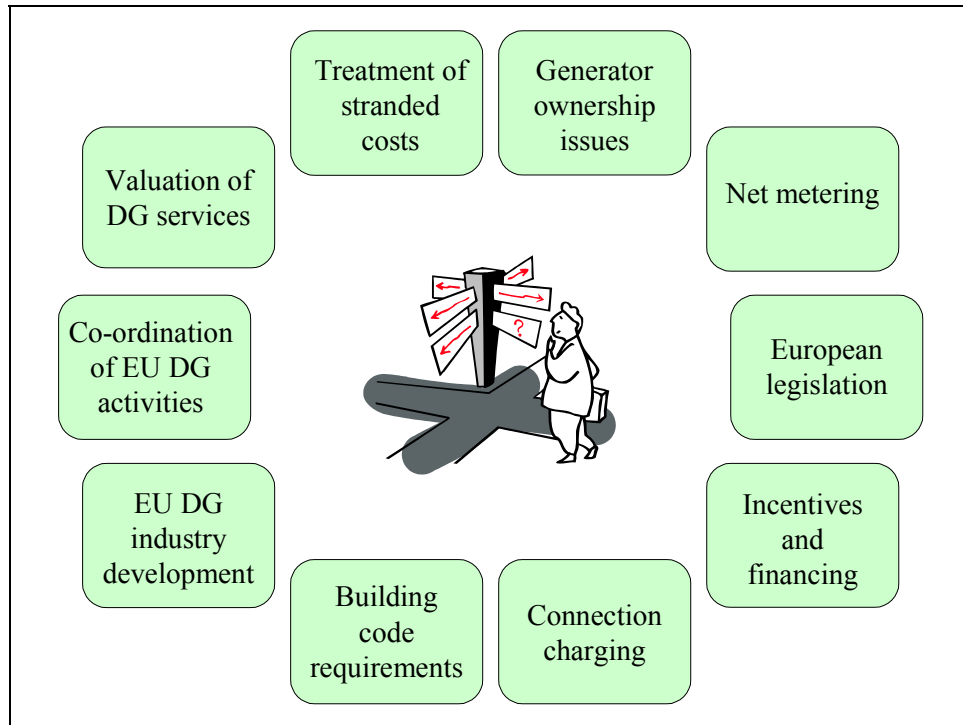 Treatment of
stranded
costs
Generator
ownership
issues
Valuation of
DG services
Net metering
Co-ordination
of EU DG
activities
?
European
legislation
EU DG
industry
development
Incentives
and
financing
Building
code
requirements
Connection
charging